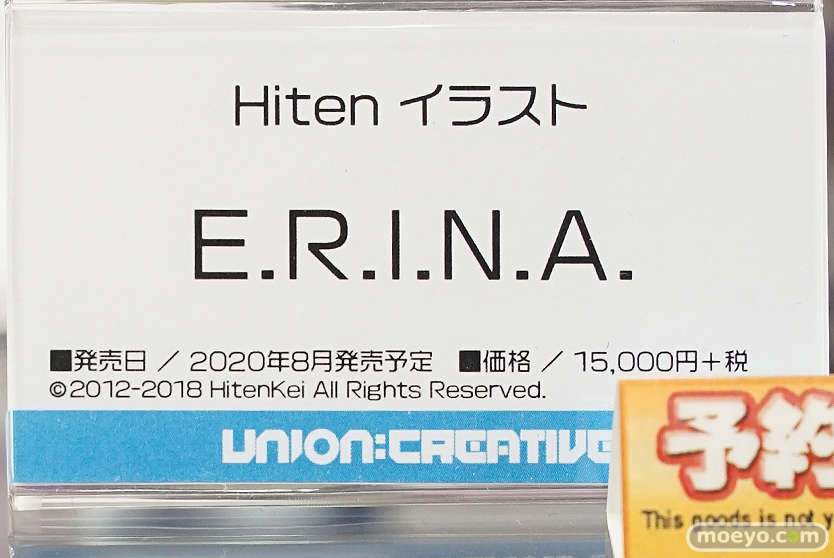 Hiten イラスト
E.R.I.N.A.
■発売日 / 2020年8月発売予定 ■価格 / 15,000円+税
©2012-2018 HitenKei All Rights Reserved.
UNION:CREATIVE
予約
This goods is not y
moeyo.com